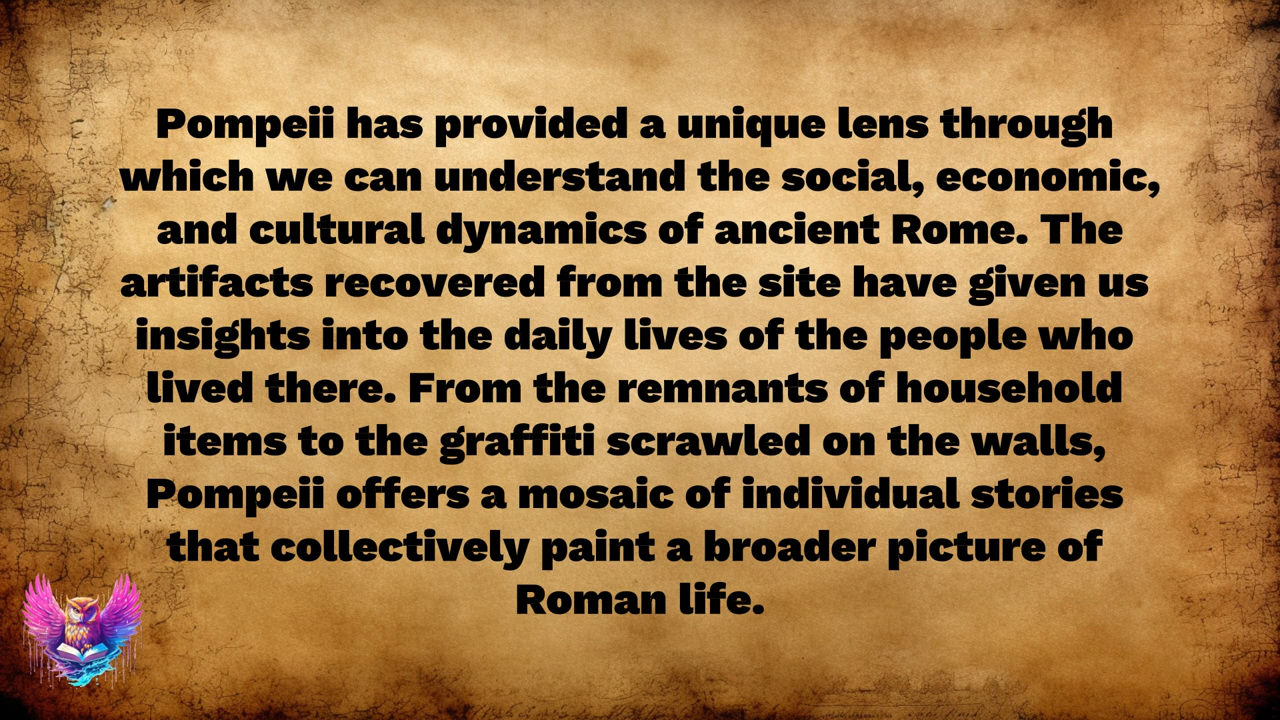 Pompeii has provided a unique lens through
which we can understand the social, economic,
and cultural dynamics of ancient Rome. The
artifacts recovered from the site have given us
insights into the daily lives of the people who
lived there. From the remnants of household
items to the graffiti scrawled on the walls,
Pompeii offers a mosaic of individual stories
that collectively paint a broader picture of
Roman life.